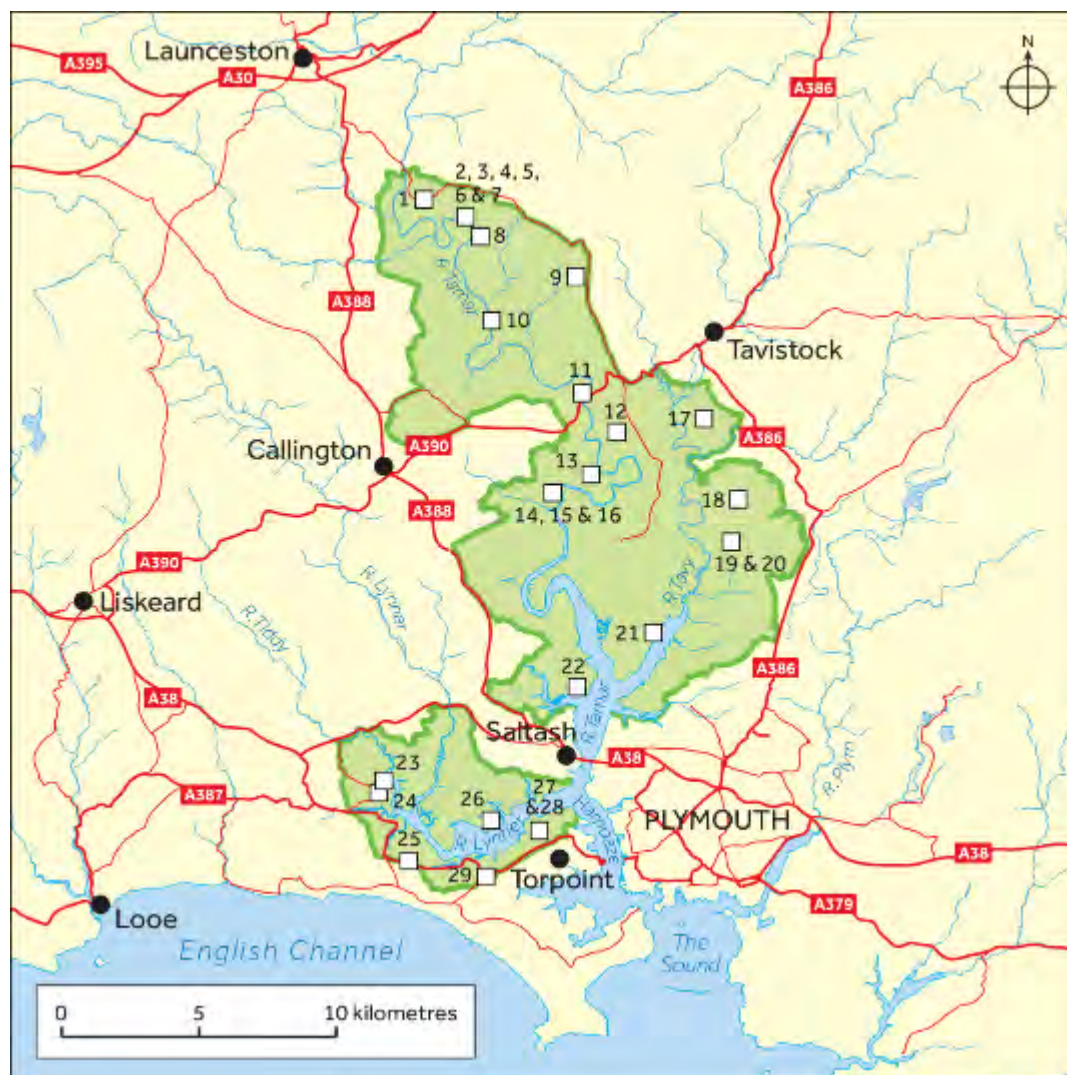 Launceston
A395
A30
A386
N
2, 3, 4, 5,
6 & 7
1
8
9
R. Tamar
A388
10
Tavistock
11
12
17
A386
Callington
A390
13
A388
14, 15 & 16
18
19 & 20
A390
Liskeard
R. Lynher
R. Tiddy
R. Tavy
21
A386
22
A38
Saltash
R. Tamar
A38
R. Plym
23
24
A387
26
27
& 28
Hamoaze
PLYMOUTH
R. Lynher
25
29
Torpoint
A38
A379
Looe
English Channel
The
Sound
0 5 10 kilometres